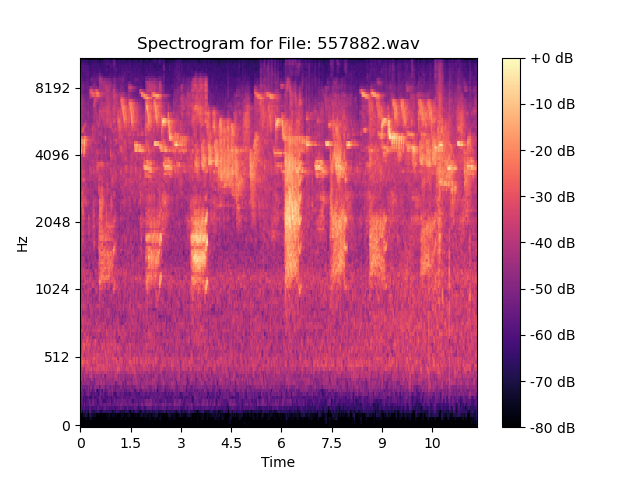 Spectrogram for File: 557882.wav
Hz
8192
4096
2048
1024
512
0
0 1.5 3 4.5 6 7.5 9 10
Time
+0 dB
-10 dB
-20 dB
-30 dB
-40 dB
-50 dB
-60 dB
-70 dB
-80 dB